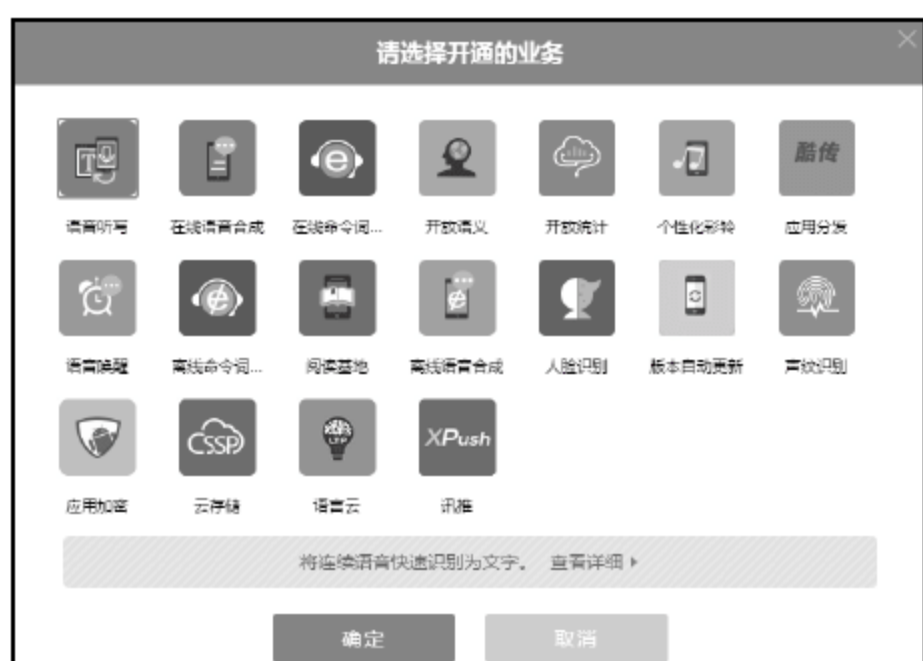 请选择开通的业务
酷传
语音听写 在线语音合成 在线命令词... 开放语义 开放统计 个性化彩铃 应用分发
语音唤醒 离线命令词... 阅读基地 离线语音合成 人脸识别 版本自动更新 声纹识别
CSSP LTP XPush
应用加密 云存储 语言云 讯推
将连续语音快速识别为文字。 查看详细
确定 取消